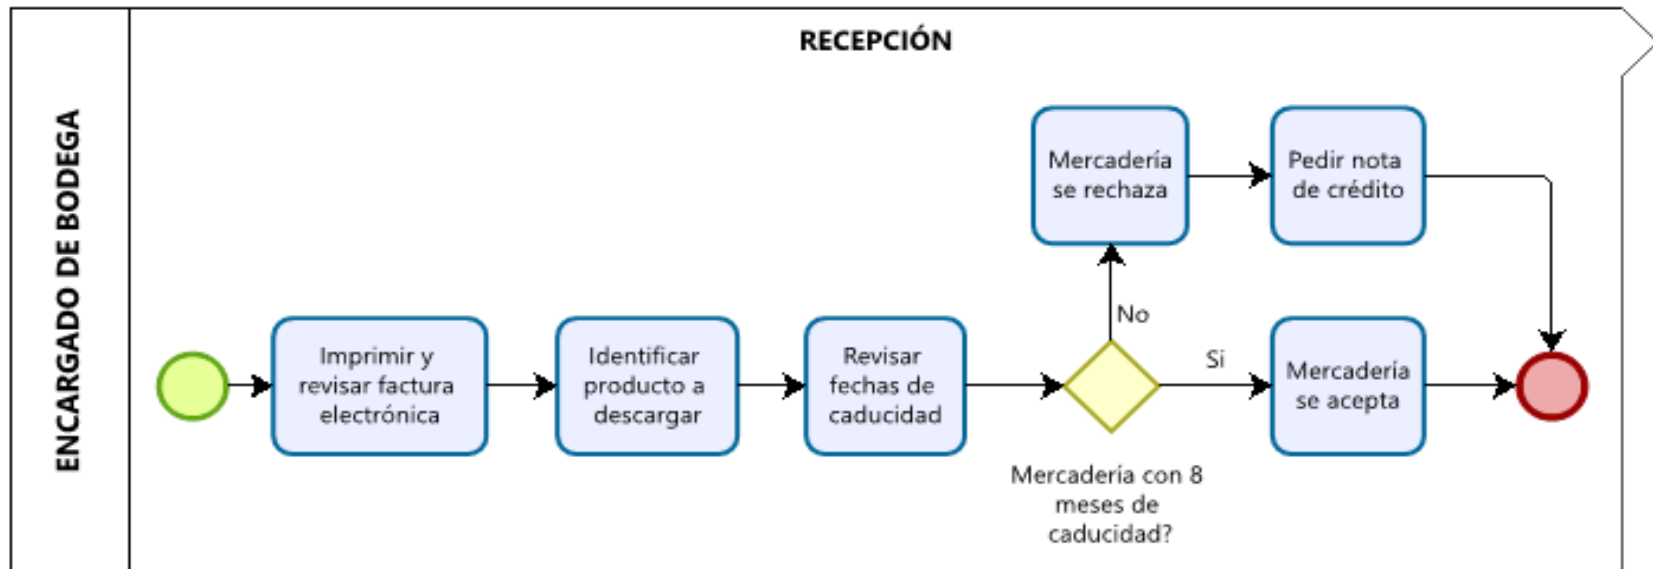 RECEPCIÓN
ENCARGADO DE BODEGA
Imprimir y
revisar factura
electrónica
Identificar
producto a
descargar
Revisar
fechas de
caducidad
Mercadería con 8
meses de
caducidad?
No
Mercadería
se rechaza
Pedir nota
de crédito
Si
Mercadería
se acepta